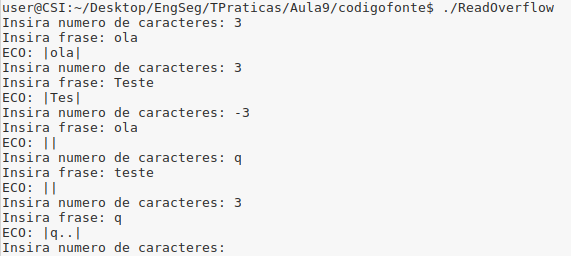 user@CSI:~/Desktop/EngSeg/TPraticas/Aula9/codigofonte$ ./ReadOverflow
Insira numero de caracteres: 3
Insira frase: ola
ECO: |ola|
Insira numero de caracteres: 3
Insira frase: Teste
ECO: |Tes|
Insira numero de caracteres: -3
Insira frase: ola
ECO: ||
Insira numero de caracteres: q
Insira frase: teste
ECO: ||
Insira numero de caracteres: 3
Insira frase: q
ECO: |q..|
Insira numero de caracteres: